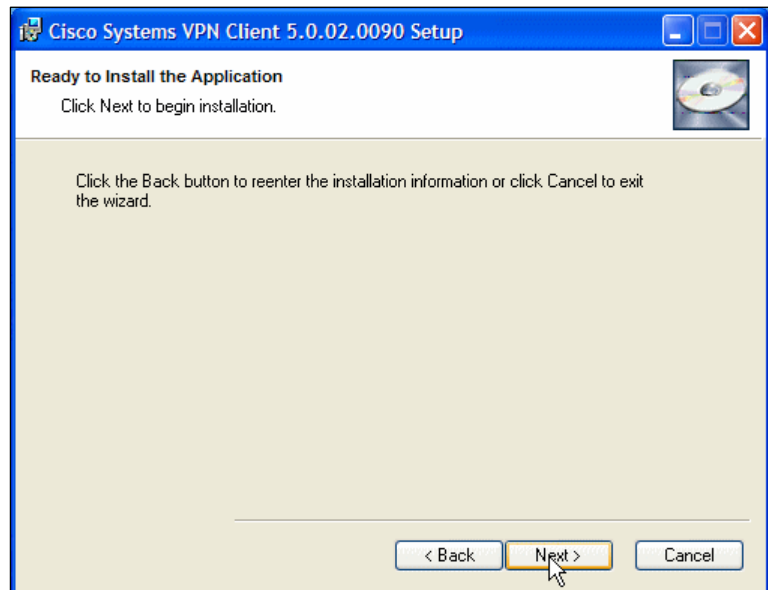 Cisco Systems VPN Client 5.0.02.0090 Setup
Ready to Install the Application
Click Next to begin installation.
Click the Back button to reenter the installation information or click Cancel to exit
the wizard.
< Back Next > Cancel